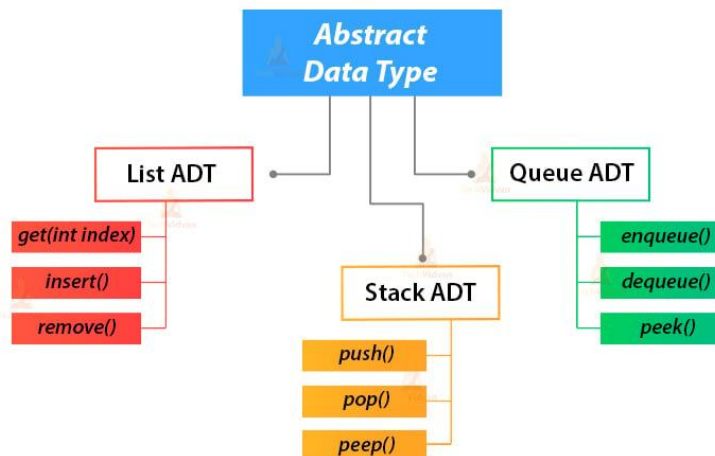 Abstract
Data Type
List ADT
get(int index)
insert()
remove()
Stack ADT
push()
pop()
peep()
Queue ADT
enqueue()
dequeue()
peek()